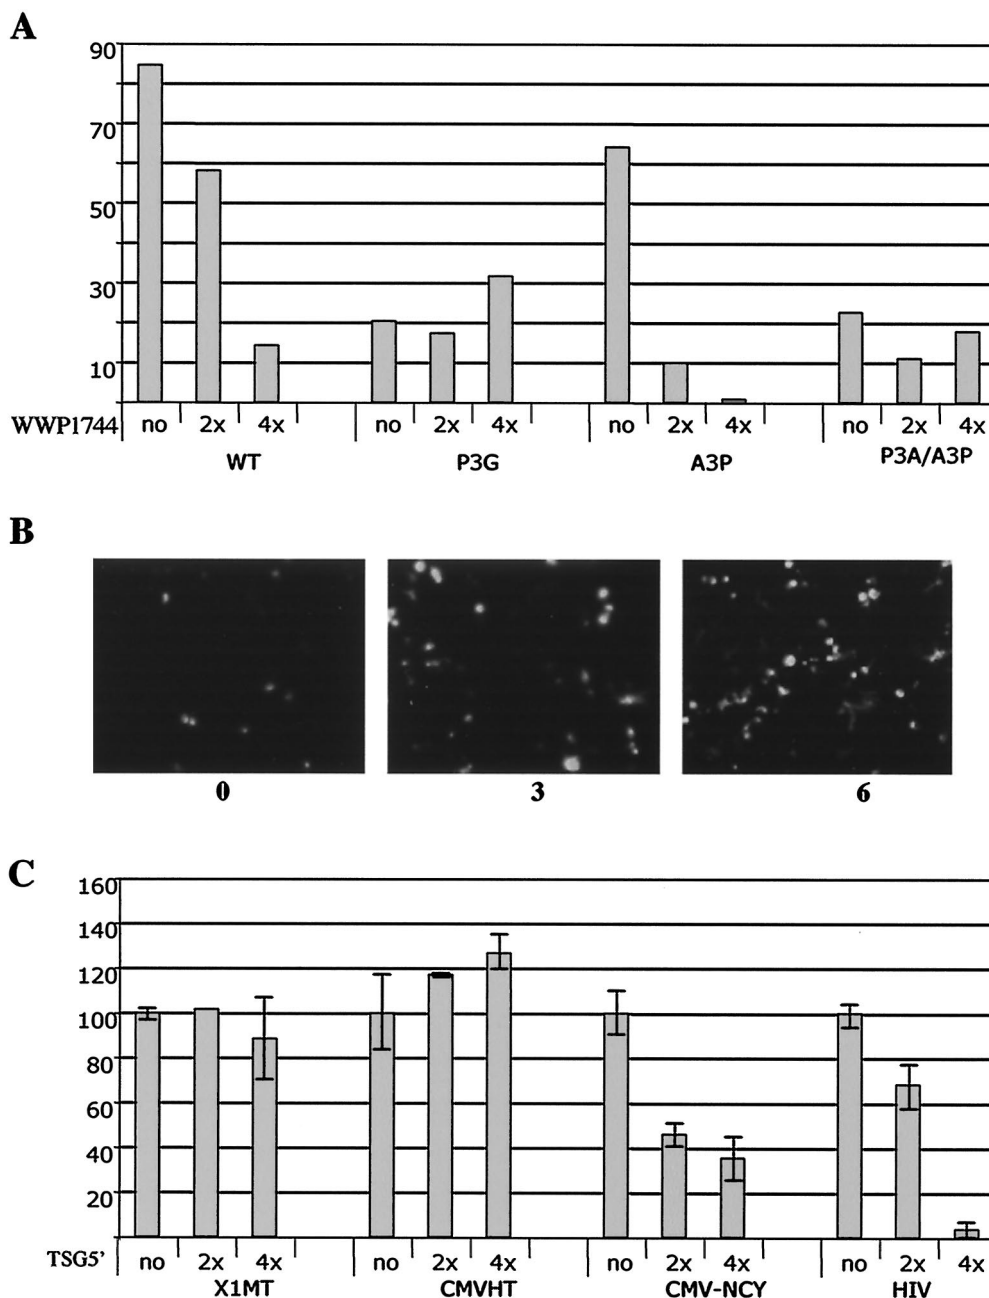 A
90
70
50
30
10
WWP1744 no 2x 4x no 2x 4x no 2x 4x no 2x 4x
WT P3G A3P P3A/A3P
B
0 3 6
C
160
140
120
100
80
60
40
20
TSG5' no 2x 4x no 2x 4x no 2x 4x no 2x 4x
X1MT CMVHT CMV-NCY HIV